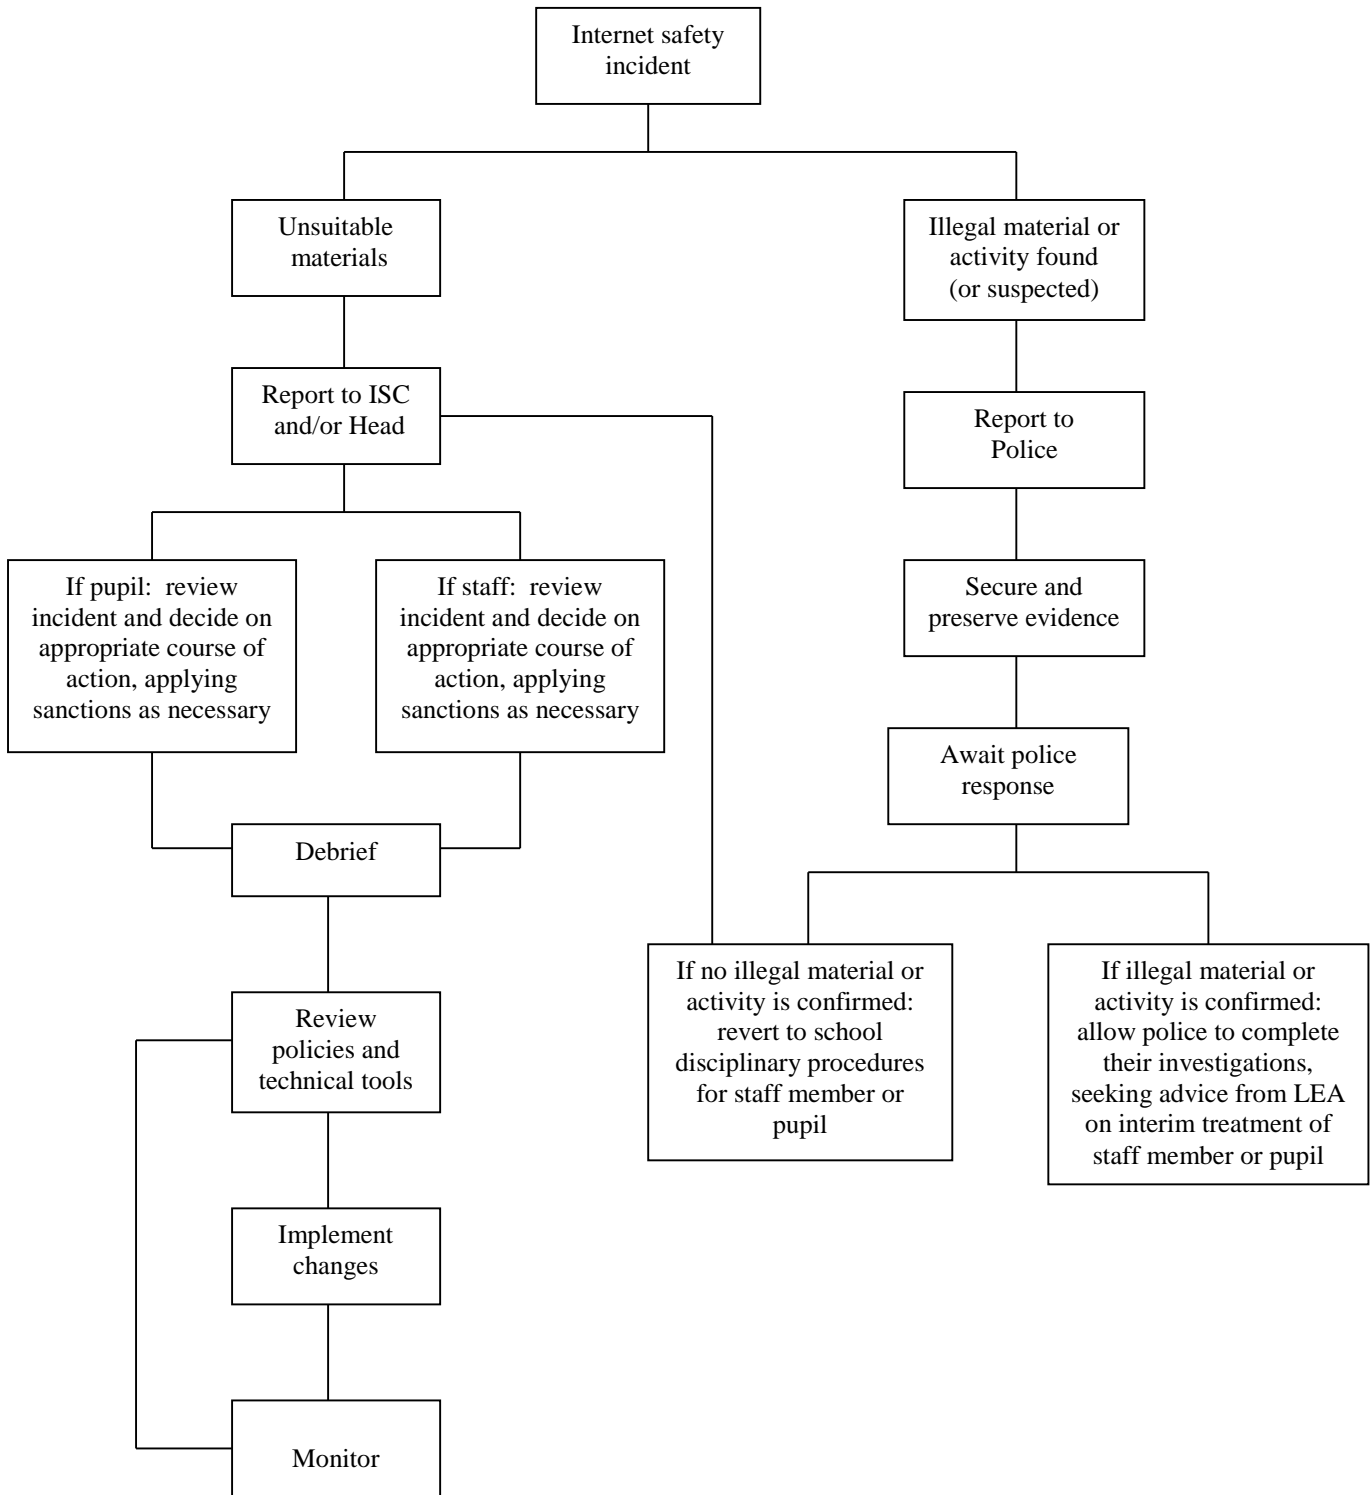 Internet safety
incident
Unsuitable
materials
Illegal material or
activity found
(or suspected)
Report to ISC
and/or Head
Report to
Police
If pupil: review
incident and decide on
appropriate course of
action, applying
sanctions as necessary
If staff: review
incident and decide on
appropriate course of
action, applying
sanctions as necessary
Secure and
preserve evidence
Await police
response
Debrief
If no illegal material or
activity is confirmed:
revert to school
disciplinary procedures
for staff member or
pupil
If illegal material or
activity is confirmed:
allow police to complete
their investigations,
seeking advice from LEA
on interim treatment of
staff member or pupil
Review
policies and
technical tools
Implement
changes
Monitor